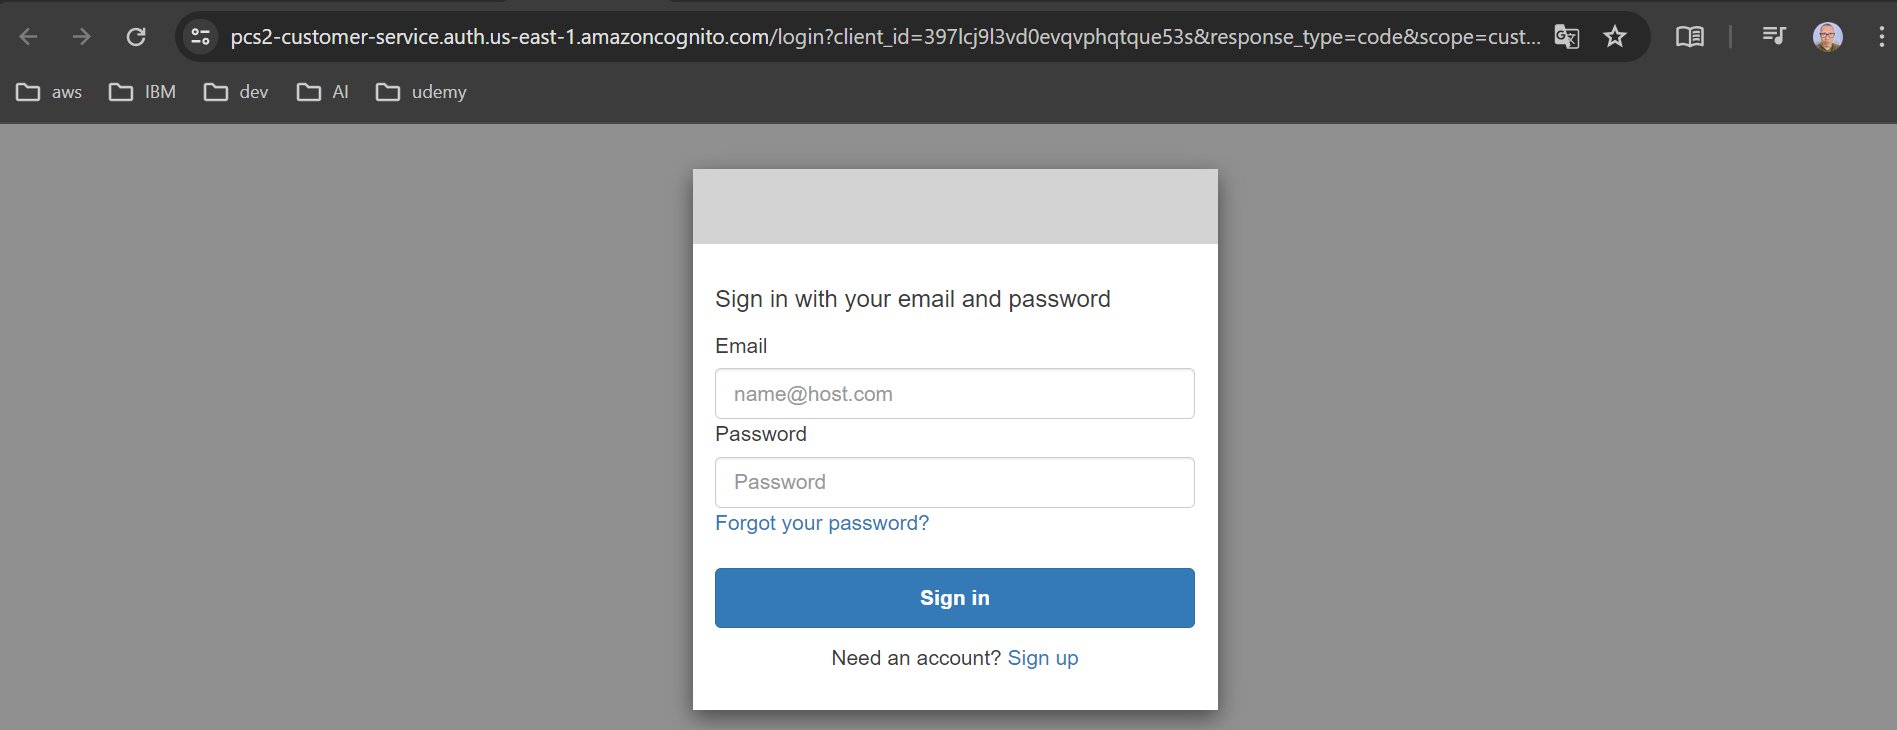 pcs2-customer-service.auth.us-east-1.amazoncognito.com/login?client_id=397lcj9l3vd0evqvphqtque53s&response_type=code&scope=cust...
aws IBM dev AI udemy
Sign in with your email and password
Email
name@host.com
Password
Password
Forgot your password?
Sign in
Need an account? Sign up